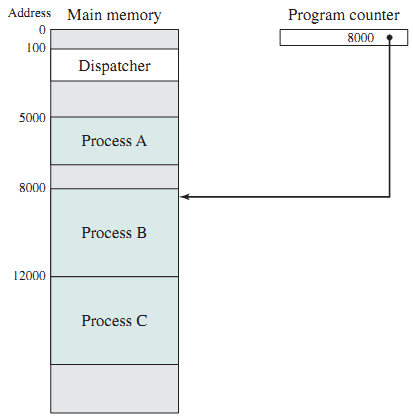 Address Main memory Program counter
0
8000
100
Dispatcher
5000
Process A
8000
Process B
12000
Process C